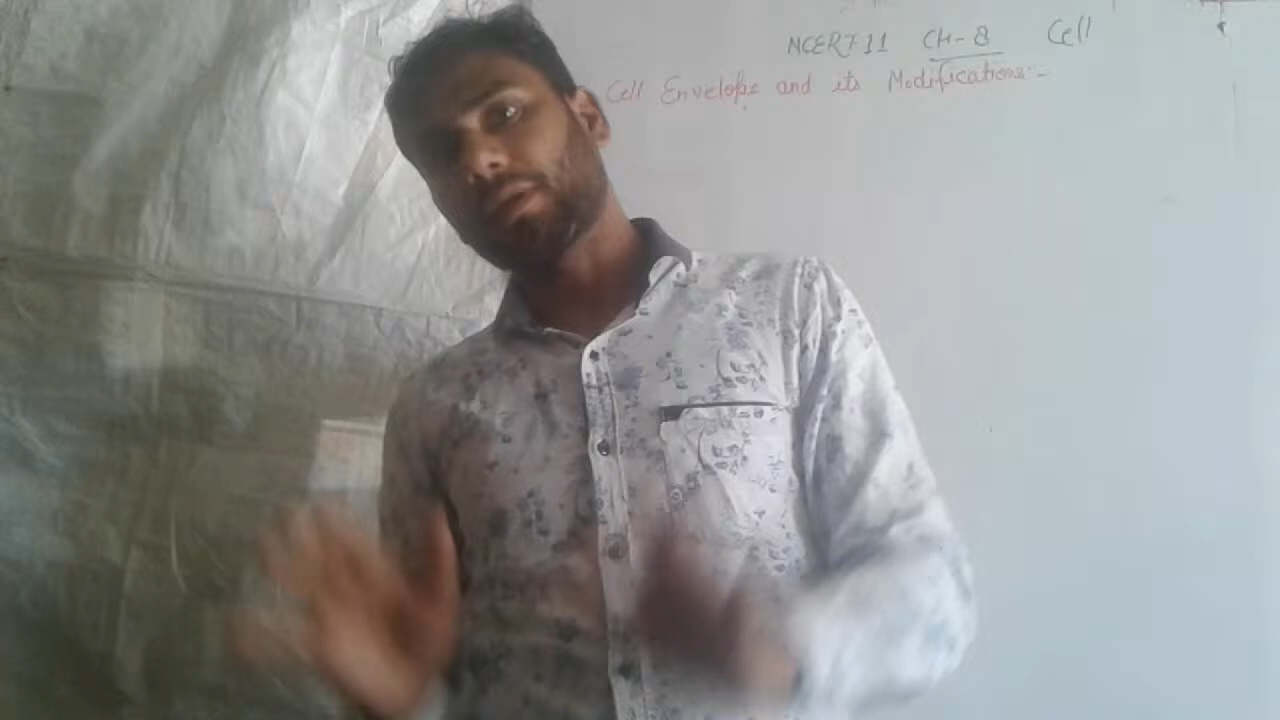 NCERT 11 CH-8 Cell
Cell Envelope and its Modifications:-